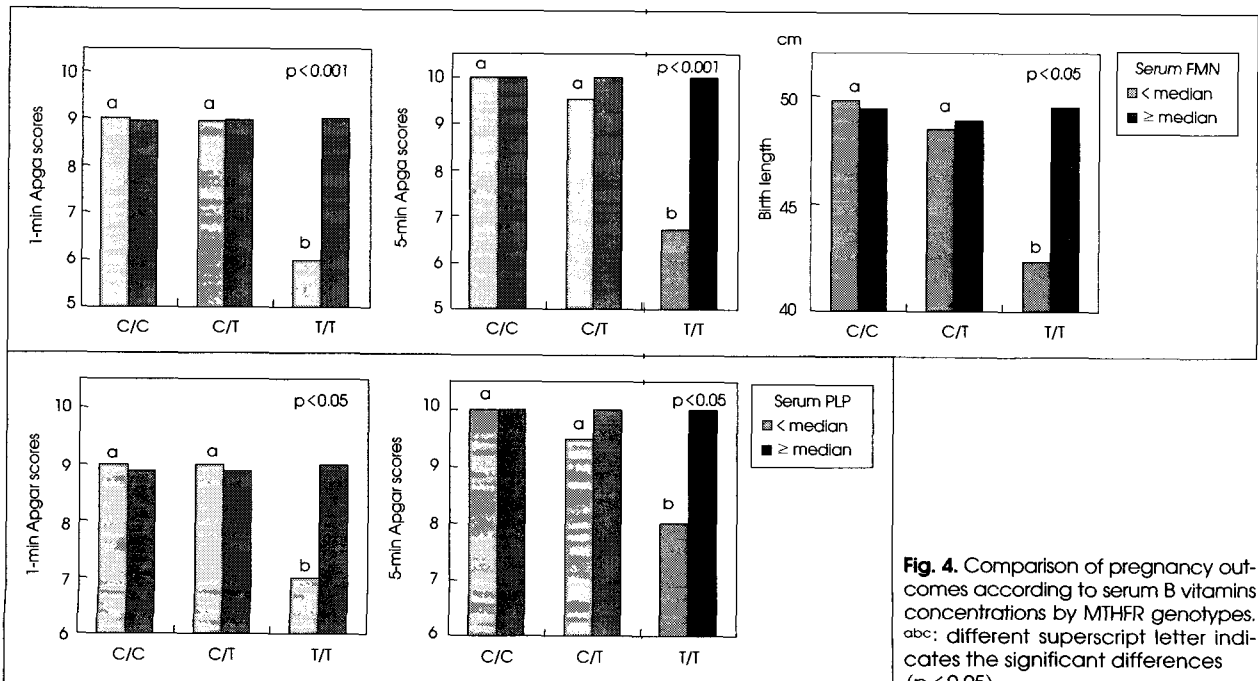 cm
10
9
8
7
6
5
1-min Apgar scores
a
a
b
p<0.001
C/C C/T T/T
10
9
8
7
6
5
5-min Apga scores
a
a
b
p<0.001
C/C C/T T/T
50
45
40
Birth length
a
a
b
p<0.05
C/C C/T T/T
Serum FMN
< median
≥ median
10
9
8
7
6
1-min Apgar scores
a
a
b
p<0.05
C/C C/T T/T
10
9
8
7
6
5-min Apgar scores
a
a
b
p<0.05
C/C C/T T/T
Serum PLP
< median
≥ median
Fig. 4. Comparison of pregnancy out-
comes according to serum B vitamins
concentrations by MTHFR genotypes.
abc: different superscript letter indi-
cates the significant differences
(p<0.05)